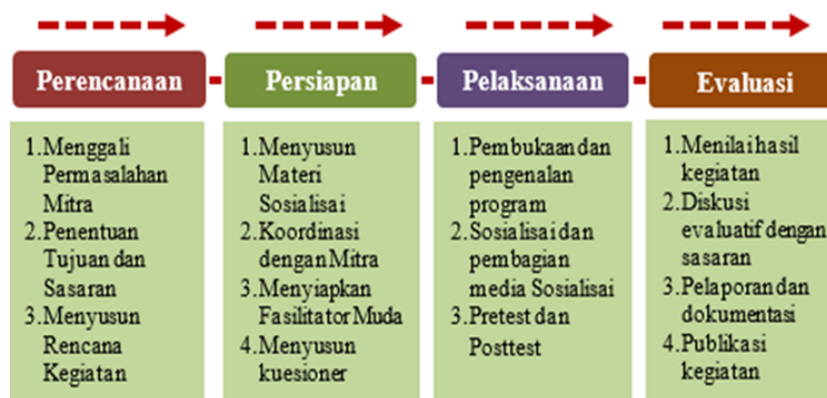 Perencanaan
1.Menggali
Permasalahan
Mitra
2.Penentuan
Tujuan dan
Sasaran
3.Menyusun
Rencana
Kegiatan
Persiapan
1.Menyusun
Materi
Sosialisai
2.Koordinasi
dengan Mitra
3.Menyiapkan
Fasilitator Muda
4.Menyusun
kuesioner
Pelaksanaan
1.Pembukaan dan
pengenalan
program
2.Sosialisai dan
pembagian
media Sosialisai
3.Pretest dan
Posttest
Evaluasi
1.Menilai hasil
kegiatan
2.Diskusi
evaluatif dengan
sasaran
3.Pelaporan dan
dokumentasi
4.Publikasi
kegiatan